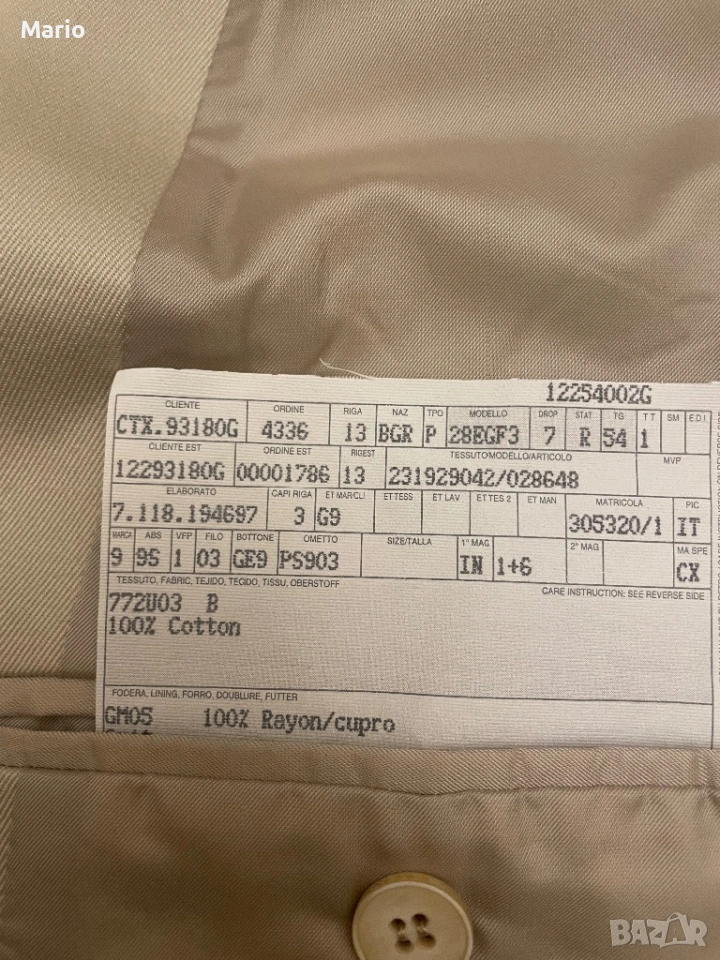 Mario
12254002G
CLIENTE ORDINE RIGA NAZ TPO MODELLO DROP STAT TG TT SM EDI
CTX.93180G 4336 13 BGR P 28EGF3 7 R 54 1
CLIENTE EST ORDINE EST RIGEST TESSUTO/MODELLO/ARTICOLO MVP
12293180G 00001786 13 231929042/028648
ELABORATO CAPI RIGA ET MARCLI ET TESS ET LAV ET TES 2 ET MAN MATRICOLA PIC
7.118.194697 3 G9 305320/1 IT
MARCA ABS VFP FILO BOTTONE OMETTO SIZE/TALLA 1° MAG 2° MAG MA SPE
9 9S 1 03 GE9 PS903 IN 1+6 CX
TESSUTO, FABRIC, TEJIDO, TECIDO, TISSU, OBERSTOFF CARE INSTRUCTION: SEE REVERSE SIDE
772U03 B
100% Cotton
FODERA, LINING, FORRO, DOUBLURE, FUTTER
GM05 100% Rayon/cupro
BAZAR